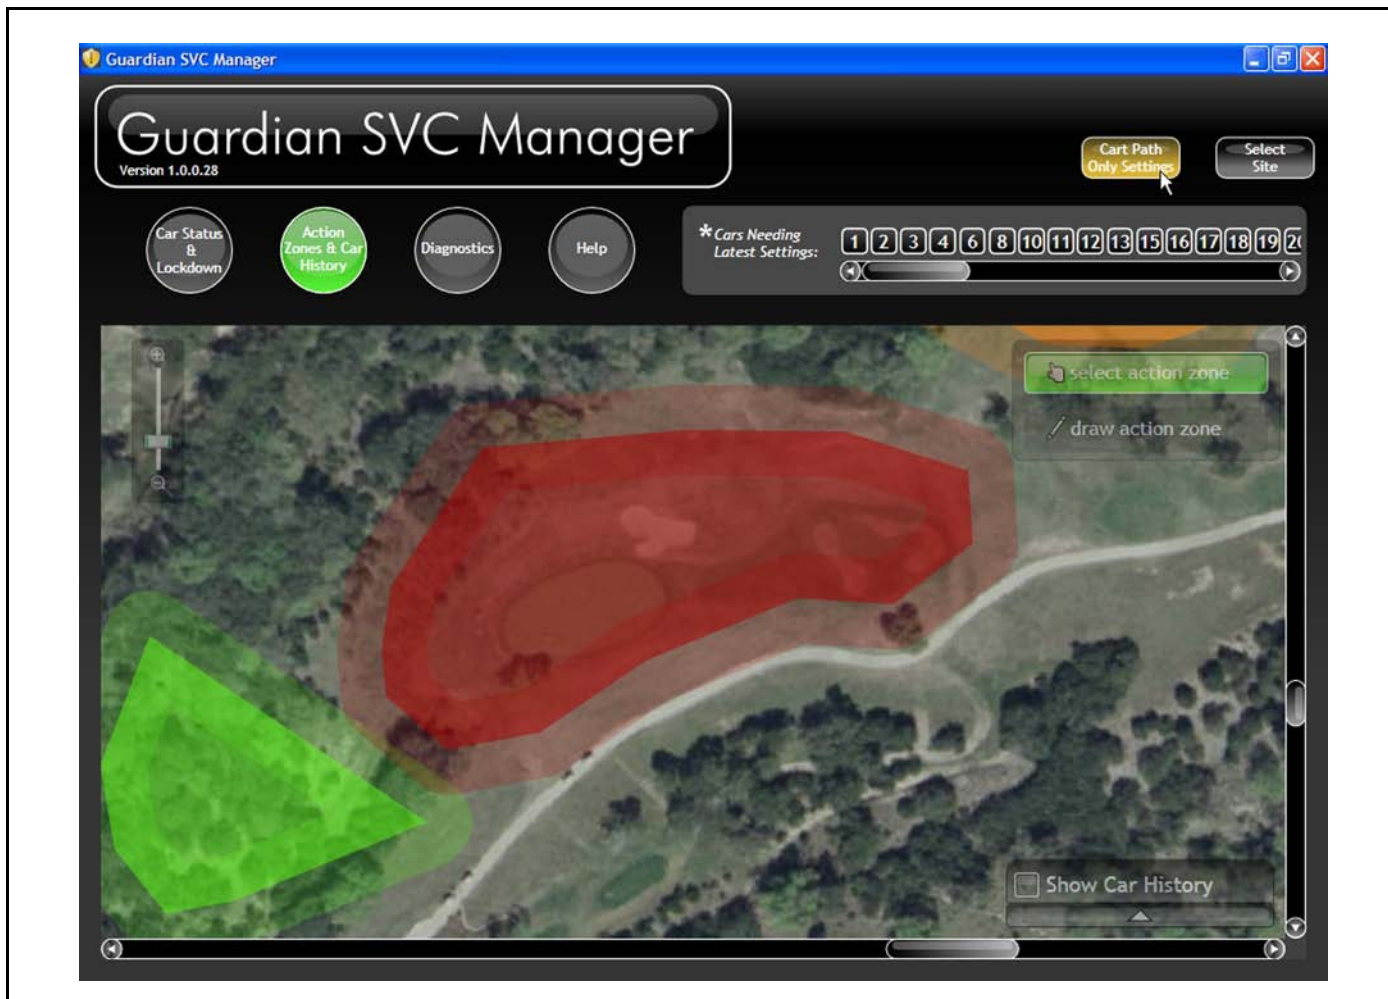 Guardian SVC Manager
Guardian SVC Manager
Version 1.0.0.28
Cart Path
Only Settings
Select
Site
Car Status
&
Lockdown
Action
Zones & Car
History
Diagnostics
Help
*Cars Needing
Latest Settings:
1 2 3 4 6 8 10 11 12 13 15 16 17 18 19
select action zone
draw action zone
Show Car History